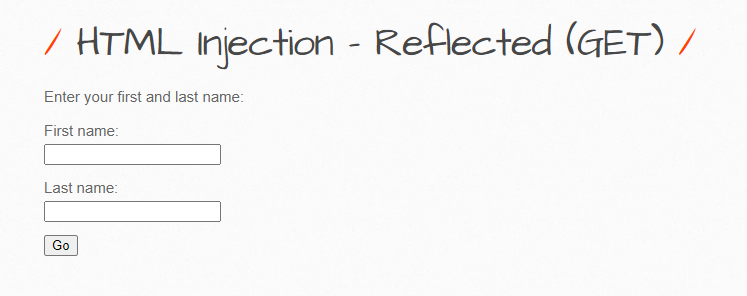 / HTML Injection - Reflected (GET) /
Enter your first and last name:
First name:
Last name:
Go